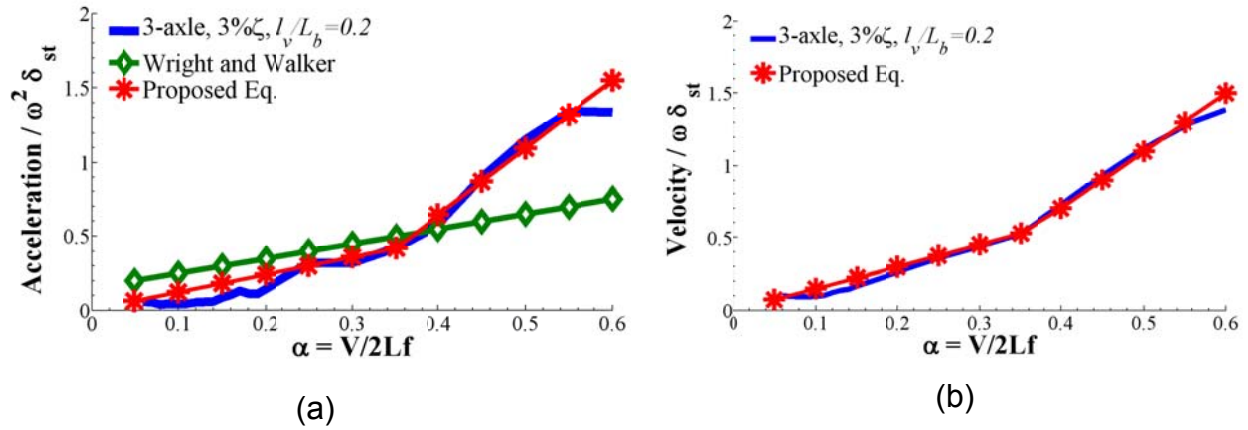 Acceleration / ω² δ st
2
1.5
1
0.5
0
3-axle, 3%ζ, l_v/L_b=0.2
Wright and Walker
Proposed Eq.
0 0.1 0.2 0.3 0.4 0.5 0.6
α = V/2Lf
(a)
Velocity / ω δ st
2
1.5
1
0.5
0
3-axle, 3%ζ, l_v/L_b=0.2
Proposed Eq.
0 0.1 0.2 0.3 0.4 0.5 0.6
α = V/2Lf
(b)